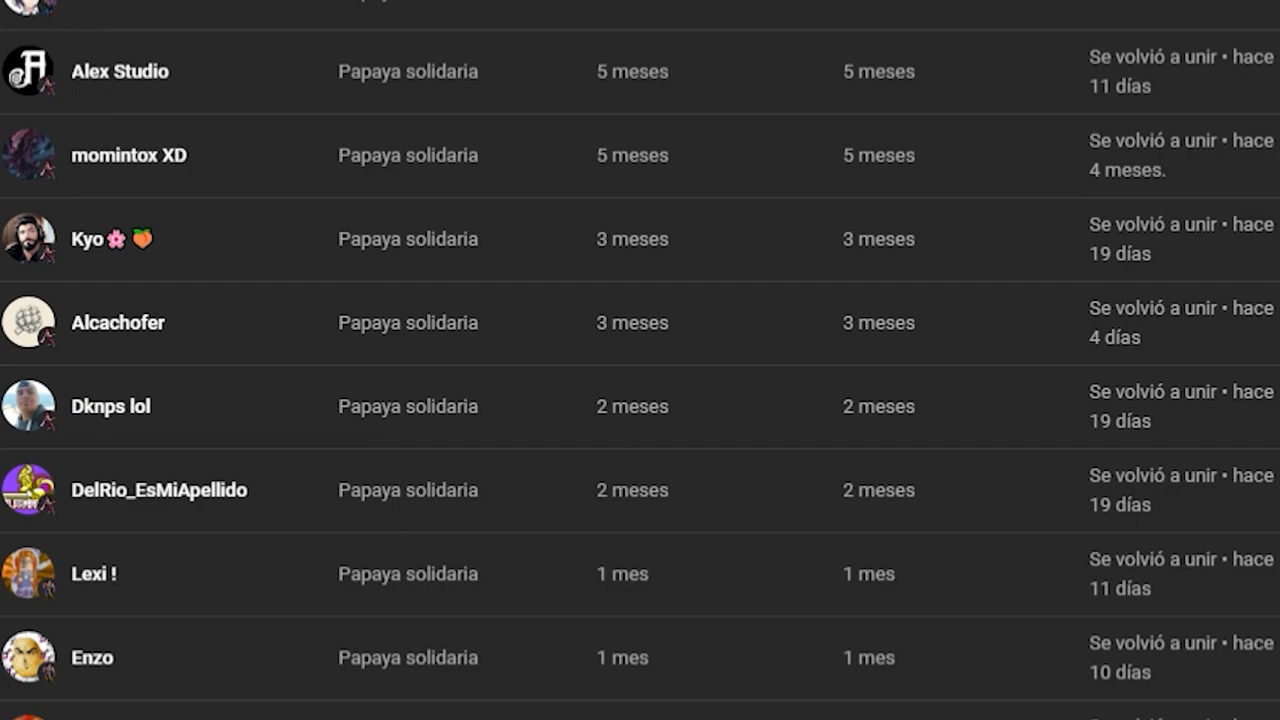 Alex Studio Papaya solidaria 5 meses 5 meses Se volvió a unir • hace
11 días
momintox XD Papaya solidaria 5 meses 5 meses Se volvió a unir • hace
4 meses.
Kyo🌸🍑 Papaya solidaria 3 meses 3 meses Se volvió a unir • hace
19 días
Alcachofer Papaya solidaria 3 meses 3 meses Se volvió a unir • hace
4 días
Dknps lol Papaya solidaria 2 meses 2 meses Se volvió a unir • hace
19 días
DelRio_EsMiApellido Papaya solidaria 2 meses 2 meses Se volvió a unir • hace
19 días
Lexi ! Papaya solidaria 1 mes 1 mes Se volvió a unir • hace
11 días
Enzo Papaya solidaria 1 mes 1 mes Se volvió a unir • hace
10 días